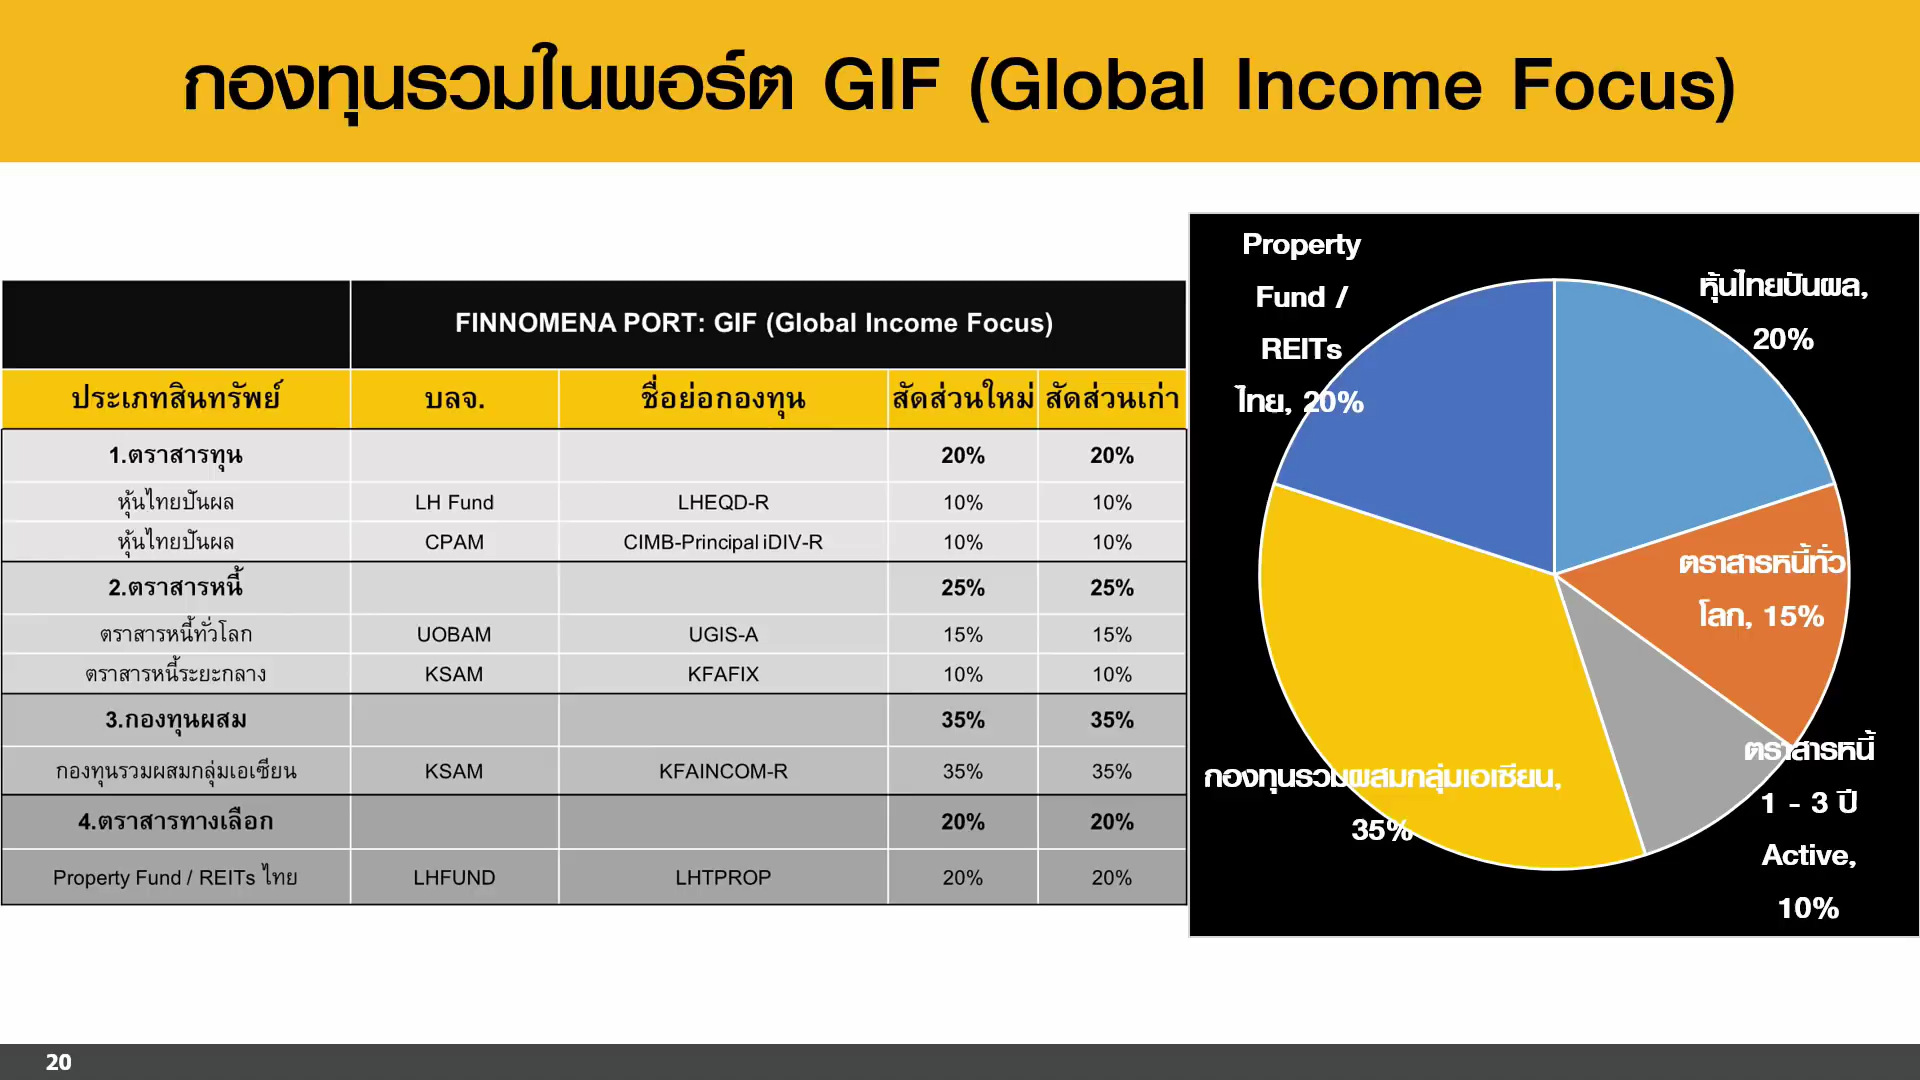 กองทุนรวมในพอร์ต GIF (Global Income Focus)
FINNOMENA PORT: GIF (Global Income Focus)
ประเภทสินทรัพย์ บลจ. ชื่อย่อกองทุน สัดส่วนใหม่ สัดส่วนเก่า
1.ตราสารทุน 20% 20%
หุ้นไทยปันผล LH Fund LHEQD-R 10% 10%
หุ้นไทยปันผล CPAM CIMB-Principal iDIV-R 10% 10%
2.ตราสารหนี้ 25% 25%
ตราสารหนี้ทั่วโลก UOBAM UGIS-A 15% 15%
ตราสารหนี้ระยะกลาง KSAM KFAFIX 10% 10%
3.กองทุนผสม 35% 35%
กองทุนรวมผสมกลุ่มเอเชียน KSAM KFAINCOM-R 35% 35%
4.ตราสารทางเลือก 20% 20%
Property Fund / REITs ไทย LHFUND LHTPROP 20% 20%
Property
Fund /
REITs
ไทย, 20%
หุ้นไทยปันผล,
20%
ตราสารหนี้ทั่ว
โลก, 15%
ตราสารหนี้
1 - 3 ปี
Active,
10%
กองทุนรวมผสมกลุ่มเอเชียน,
35%
20